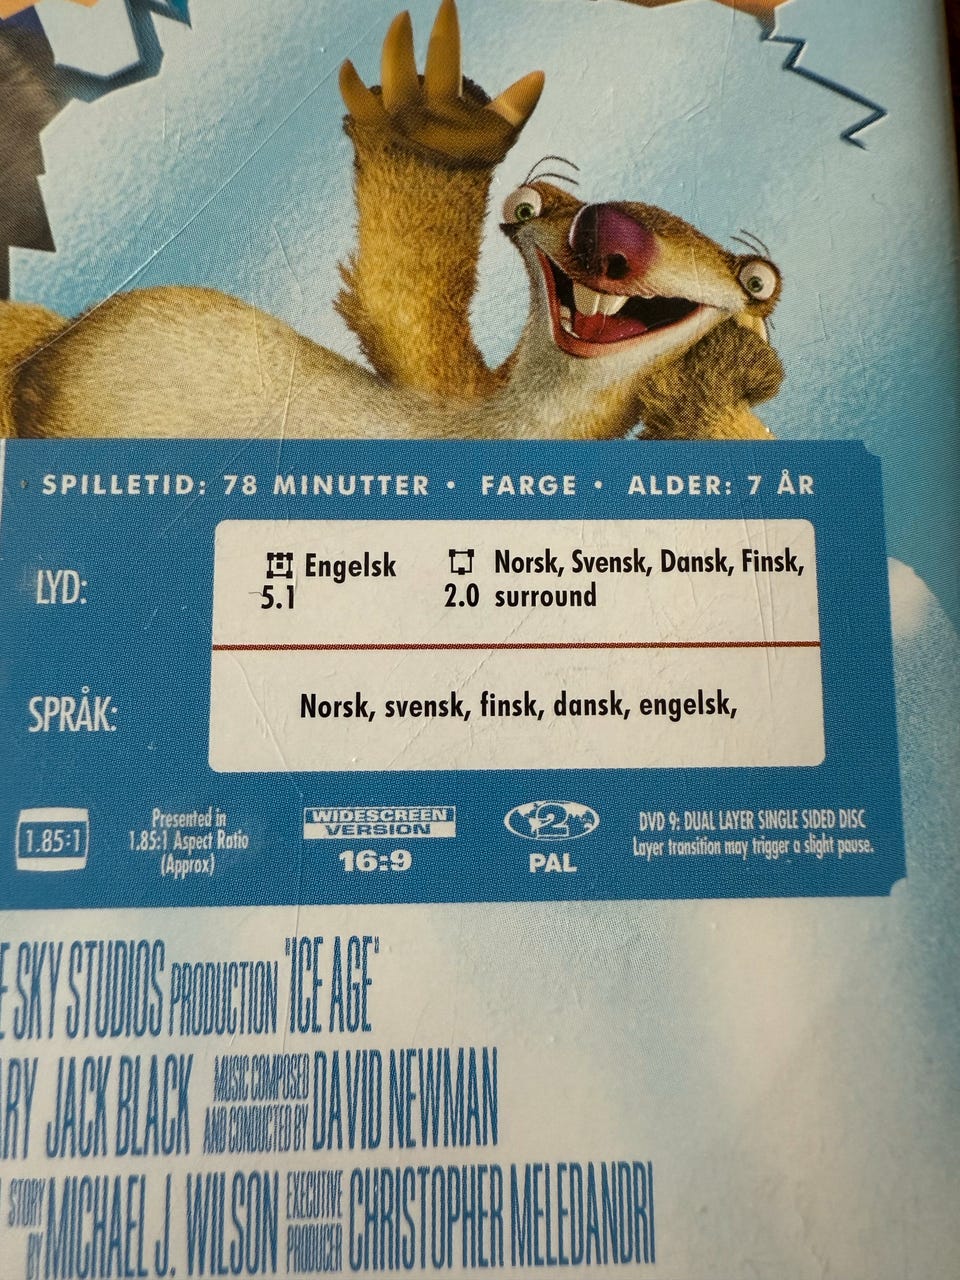 SPILLETID: 78 MINUTTER • FARGE • ALDER: 7 ÅR
LYD:
Engelsk
5.1
Norsk, Svensk, Dansk, Finsk,
2.0 surround
SPRÅK:
Norsk, svensk, finsk, dansk, engelsk,
1.85:1
Presented in
1.85:1 Aspect Ratio
(Approx)
WIDESCREEN
VERSION
16:9
2
PAL
DVD 9: DUAL LAYER SINGLE SIDED DISC
Layer transition may trigger a slight pause.
SKY STUDIOS PRODUCTION "ICE AGE"
JACK BLACK MUSIC COMPOSED AND CONDUCTED BY DAVID NEWMAN
STORY BY MICHAEL J. WILSON EXECUTIVE PRODUCER CHRISTOPHER MELEDANDRI